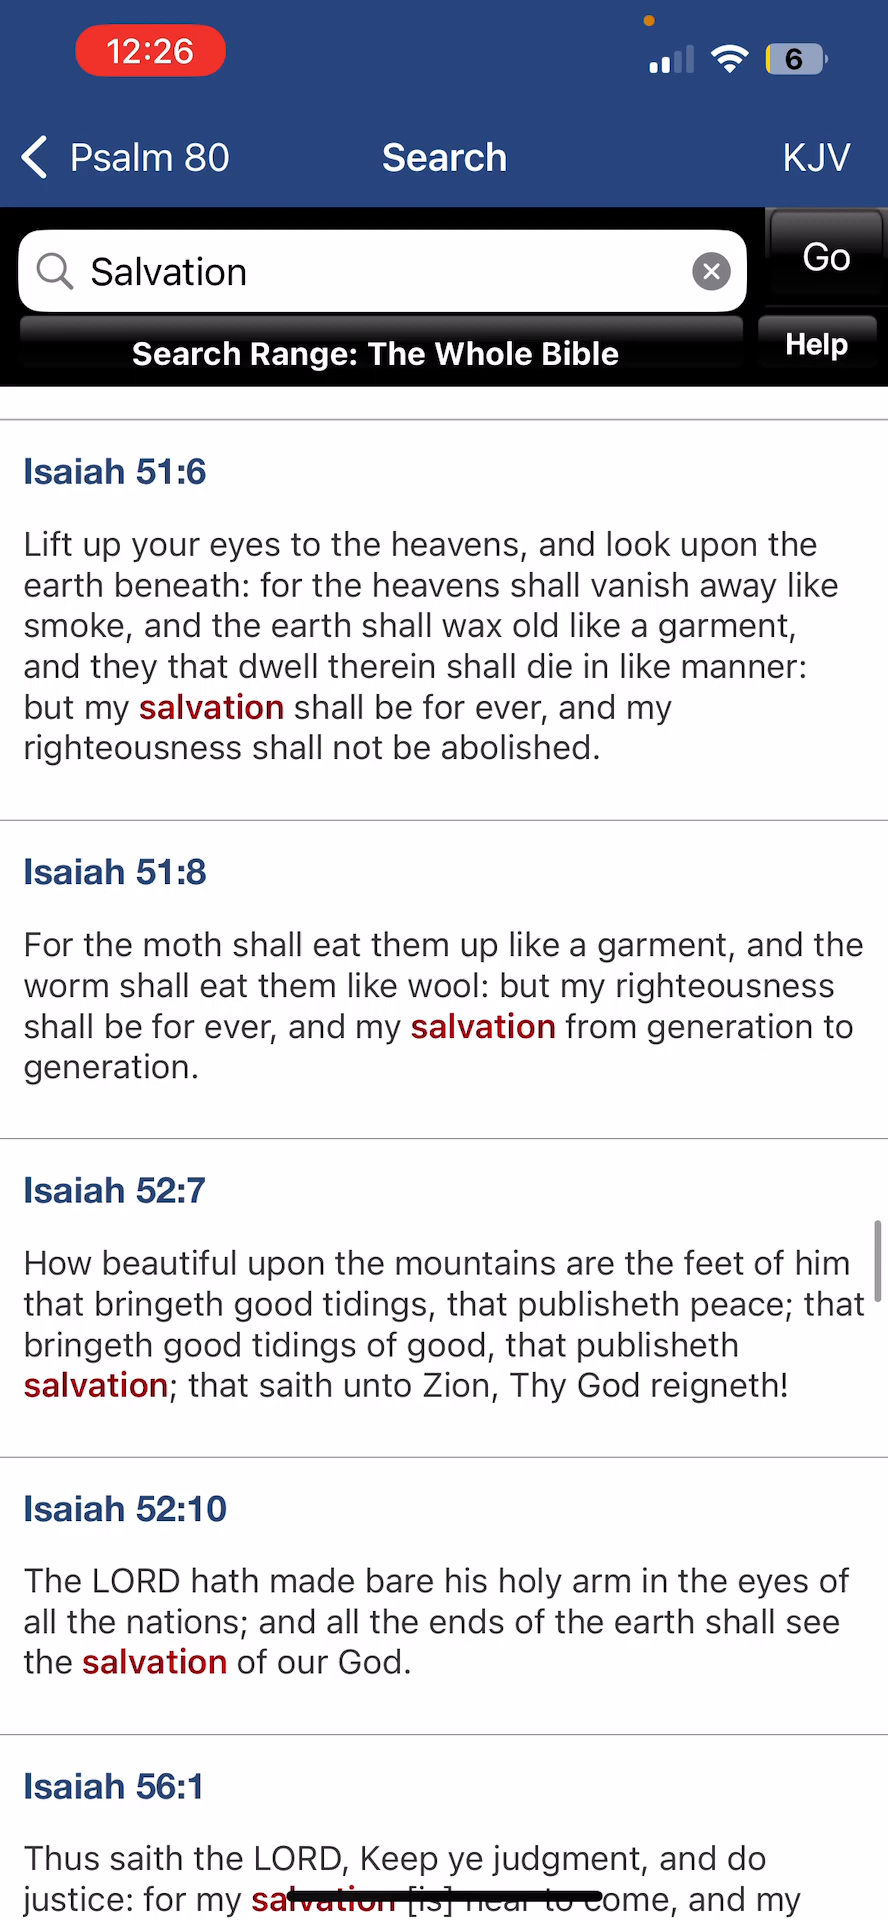 12:26
6
Psalm 80
Search
KJV
Salvation
Go
Search Range: The Whole Bible
Help
Isaiah 51:6
Lift up your eyes to the heavens, and look upon the
earth beneath: for the heavens shall vanish away like
smoke, and the earth shall wax old like a garment,
and they that dwell therein shall die in like manner:
but my salvation shall be for ever, and my
righteousness shall not be abolished.
Isaiah 51:8
For the moth shall eat them up like a garment, and the
worm shall eat them like wool: but my righteousness
shall be for ever, and my salvation from generation to
generation.
Isaiah 52:7
How beautiful upon the mountains are the feet of him
that bringeth good tidings, that publisheth peace; that
bringeth good tidings of good, that publisheth
salvation; that saith unto Zion, Thy God reigneth!
Isaiah 52:10
The LORD hath made bare his holy arm in the eyes of
all the nations; and all the ends of the earth shall see
the salvation of our God.
Isaiah 56:1
Thus saith the LORD, Keep ye judgment, and do
justice: for my salvation [is] near to come, and my